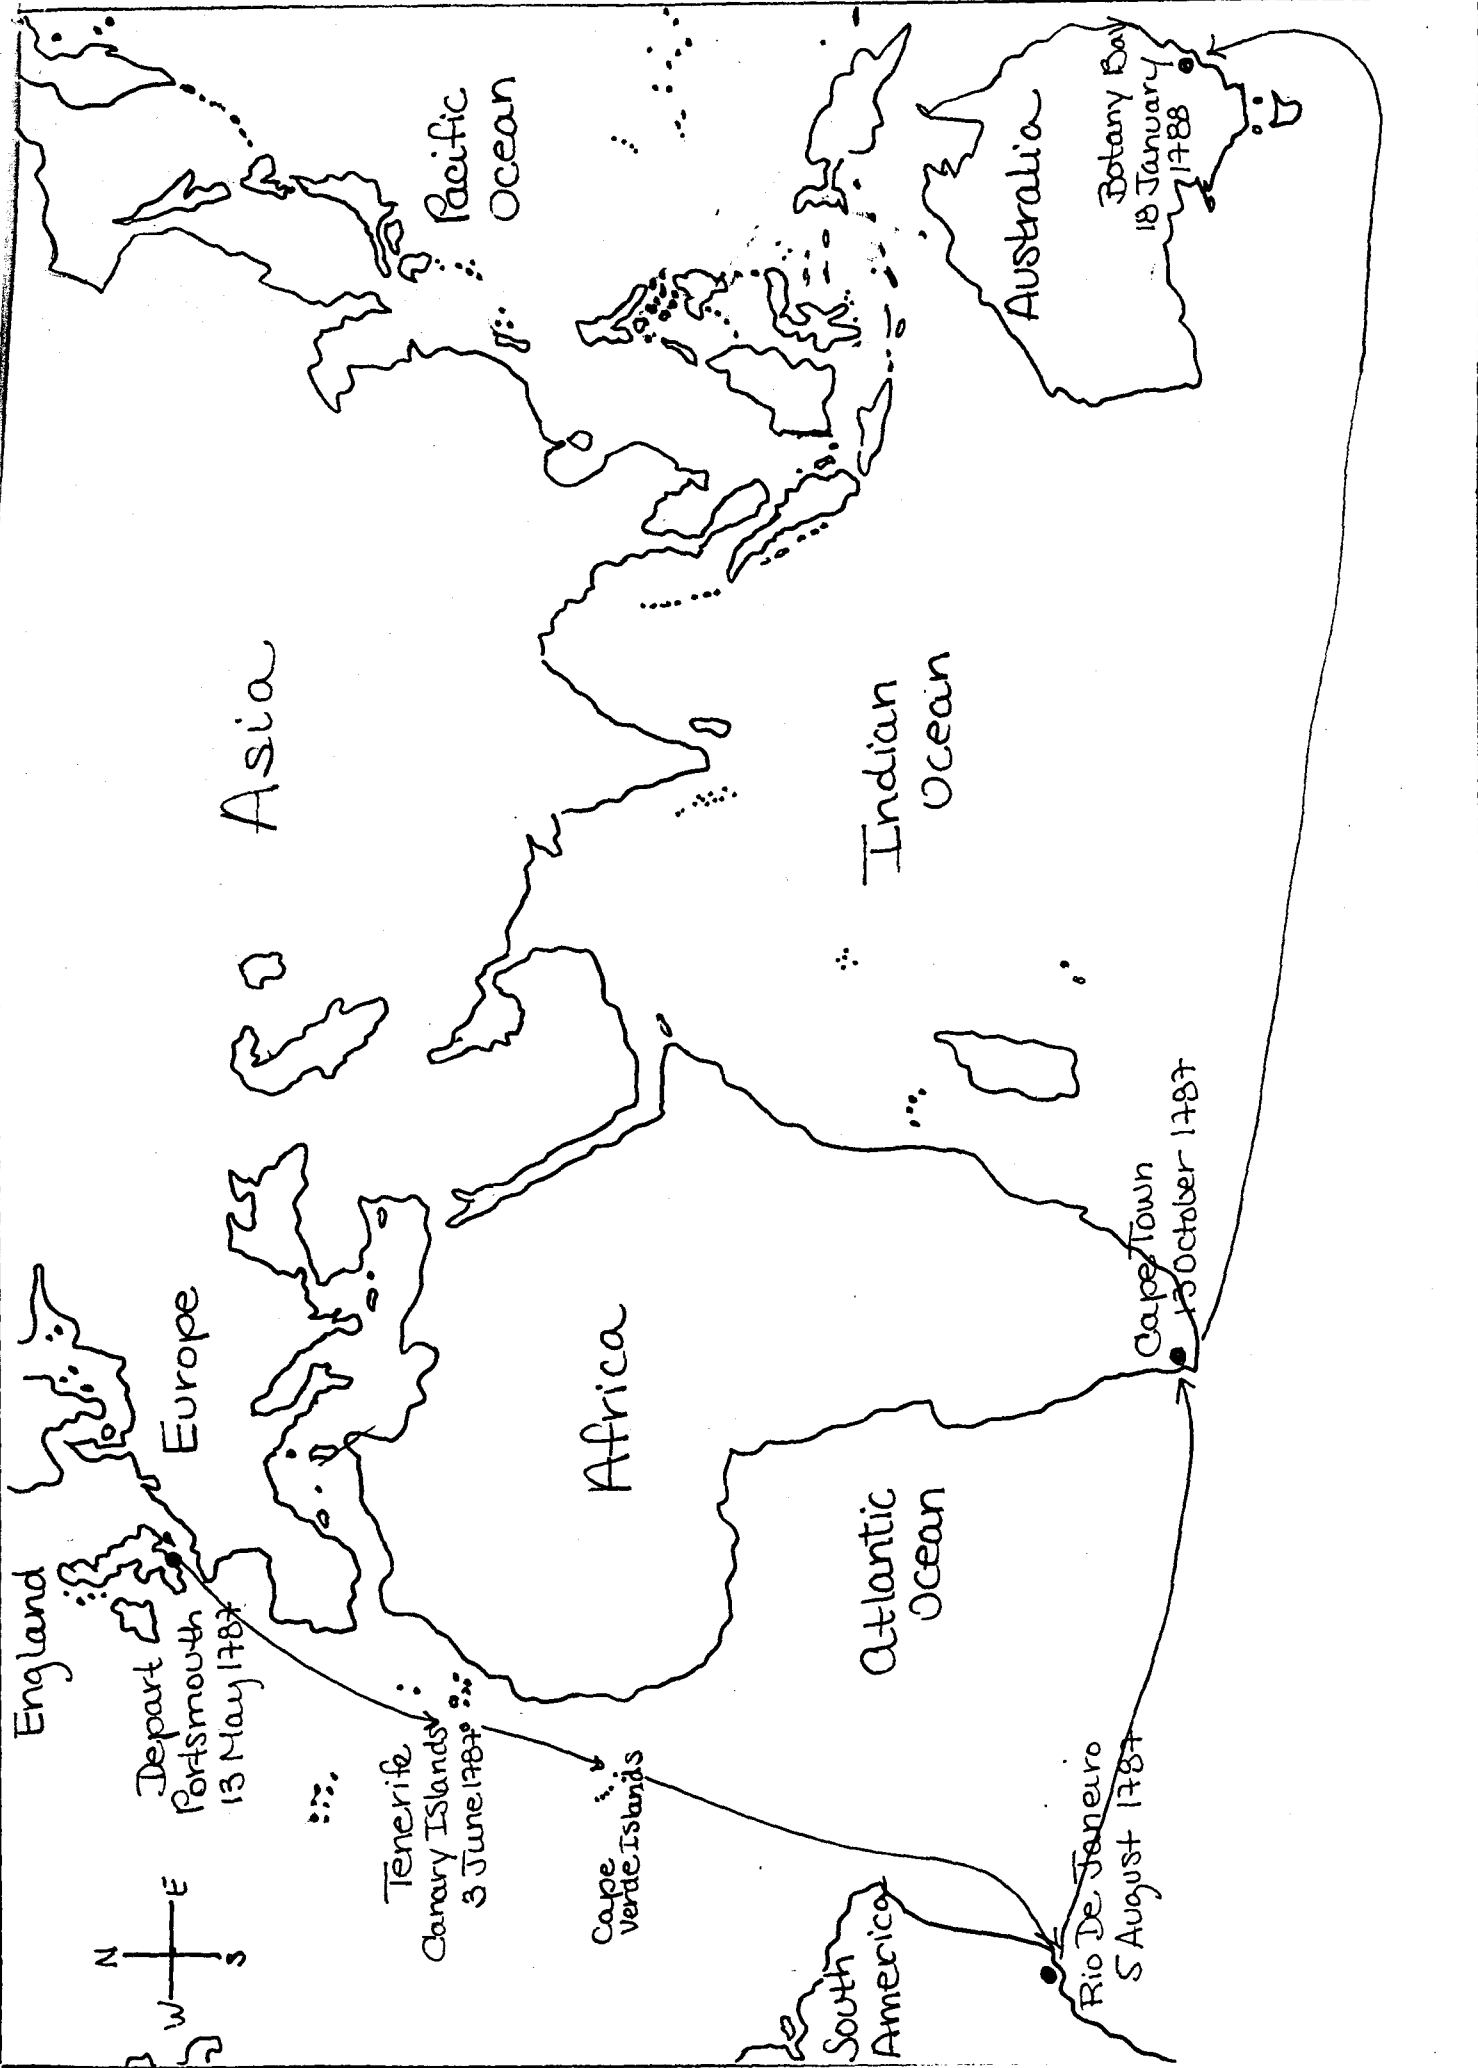 England
Depart
Portsmouth
13 May 1787
N
W
E
S
Europe
Asia
Pacific
Ocean
Tenerife
Canary Islands
3 June 1787
Cape
Verde Islands
Africa
South
America
Atlantic
Ocean
Indian
Ocean
Australia
Rio De Janeiro
5 August 1787
Cape Town
13 October 1787
Botany Bay
18 January
1788